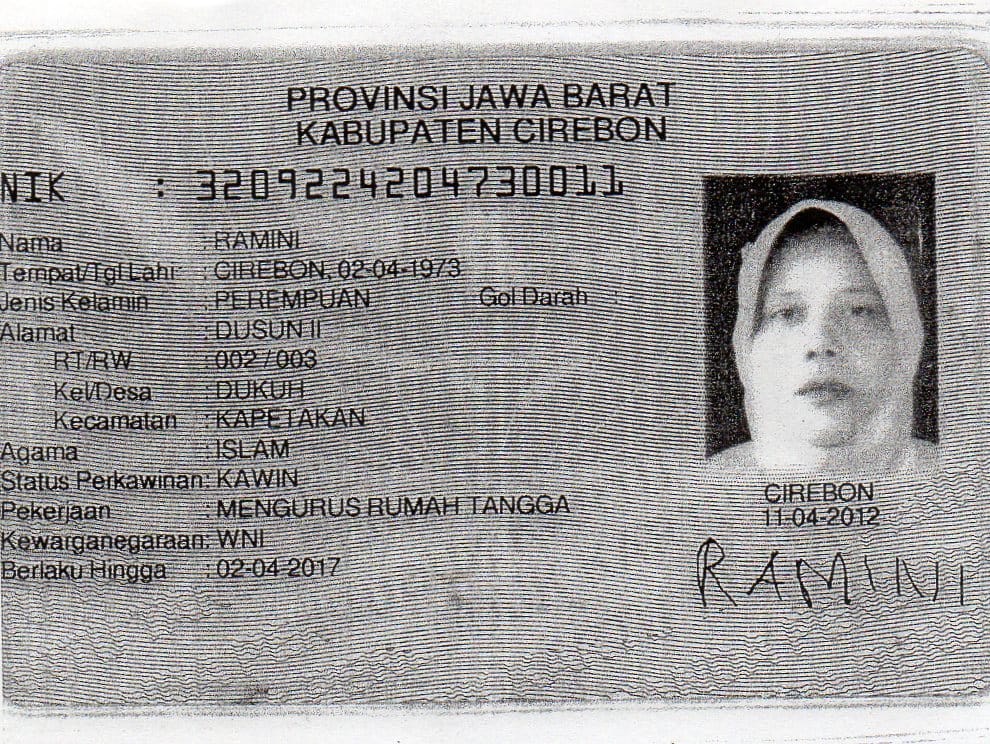 PROVINSI JAWA BARAT
KABUPATEN CIREBON
NIK : 3209224204730011
Nama : RAMINI
Tempat/Tgl Lahir : CIREBON, 02-04-1973
Jenis Kelamin : PEREMPUAN Gol Darah :
Alamat : DUSUN II
RT/RW : 002 / 003
Kel/Desa : DUKUH
Kecamatan : KAPETAKAN
Agama : ISLAM
Status Perkawinan: KAWIN
Pekerjaan : MENGURUS RUMAH TANGGA
Kewarganegaraan: WNI
Berlaku Hingga : 02-04-2017
CIREBON
11-04-2012
RAMINI